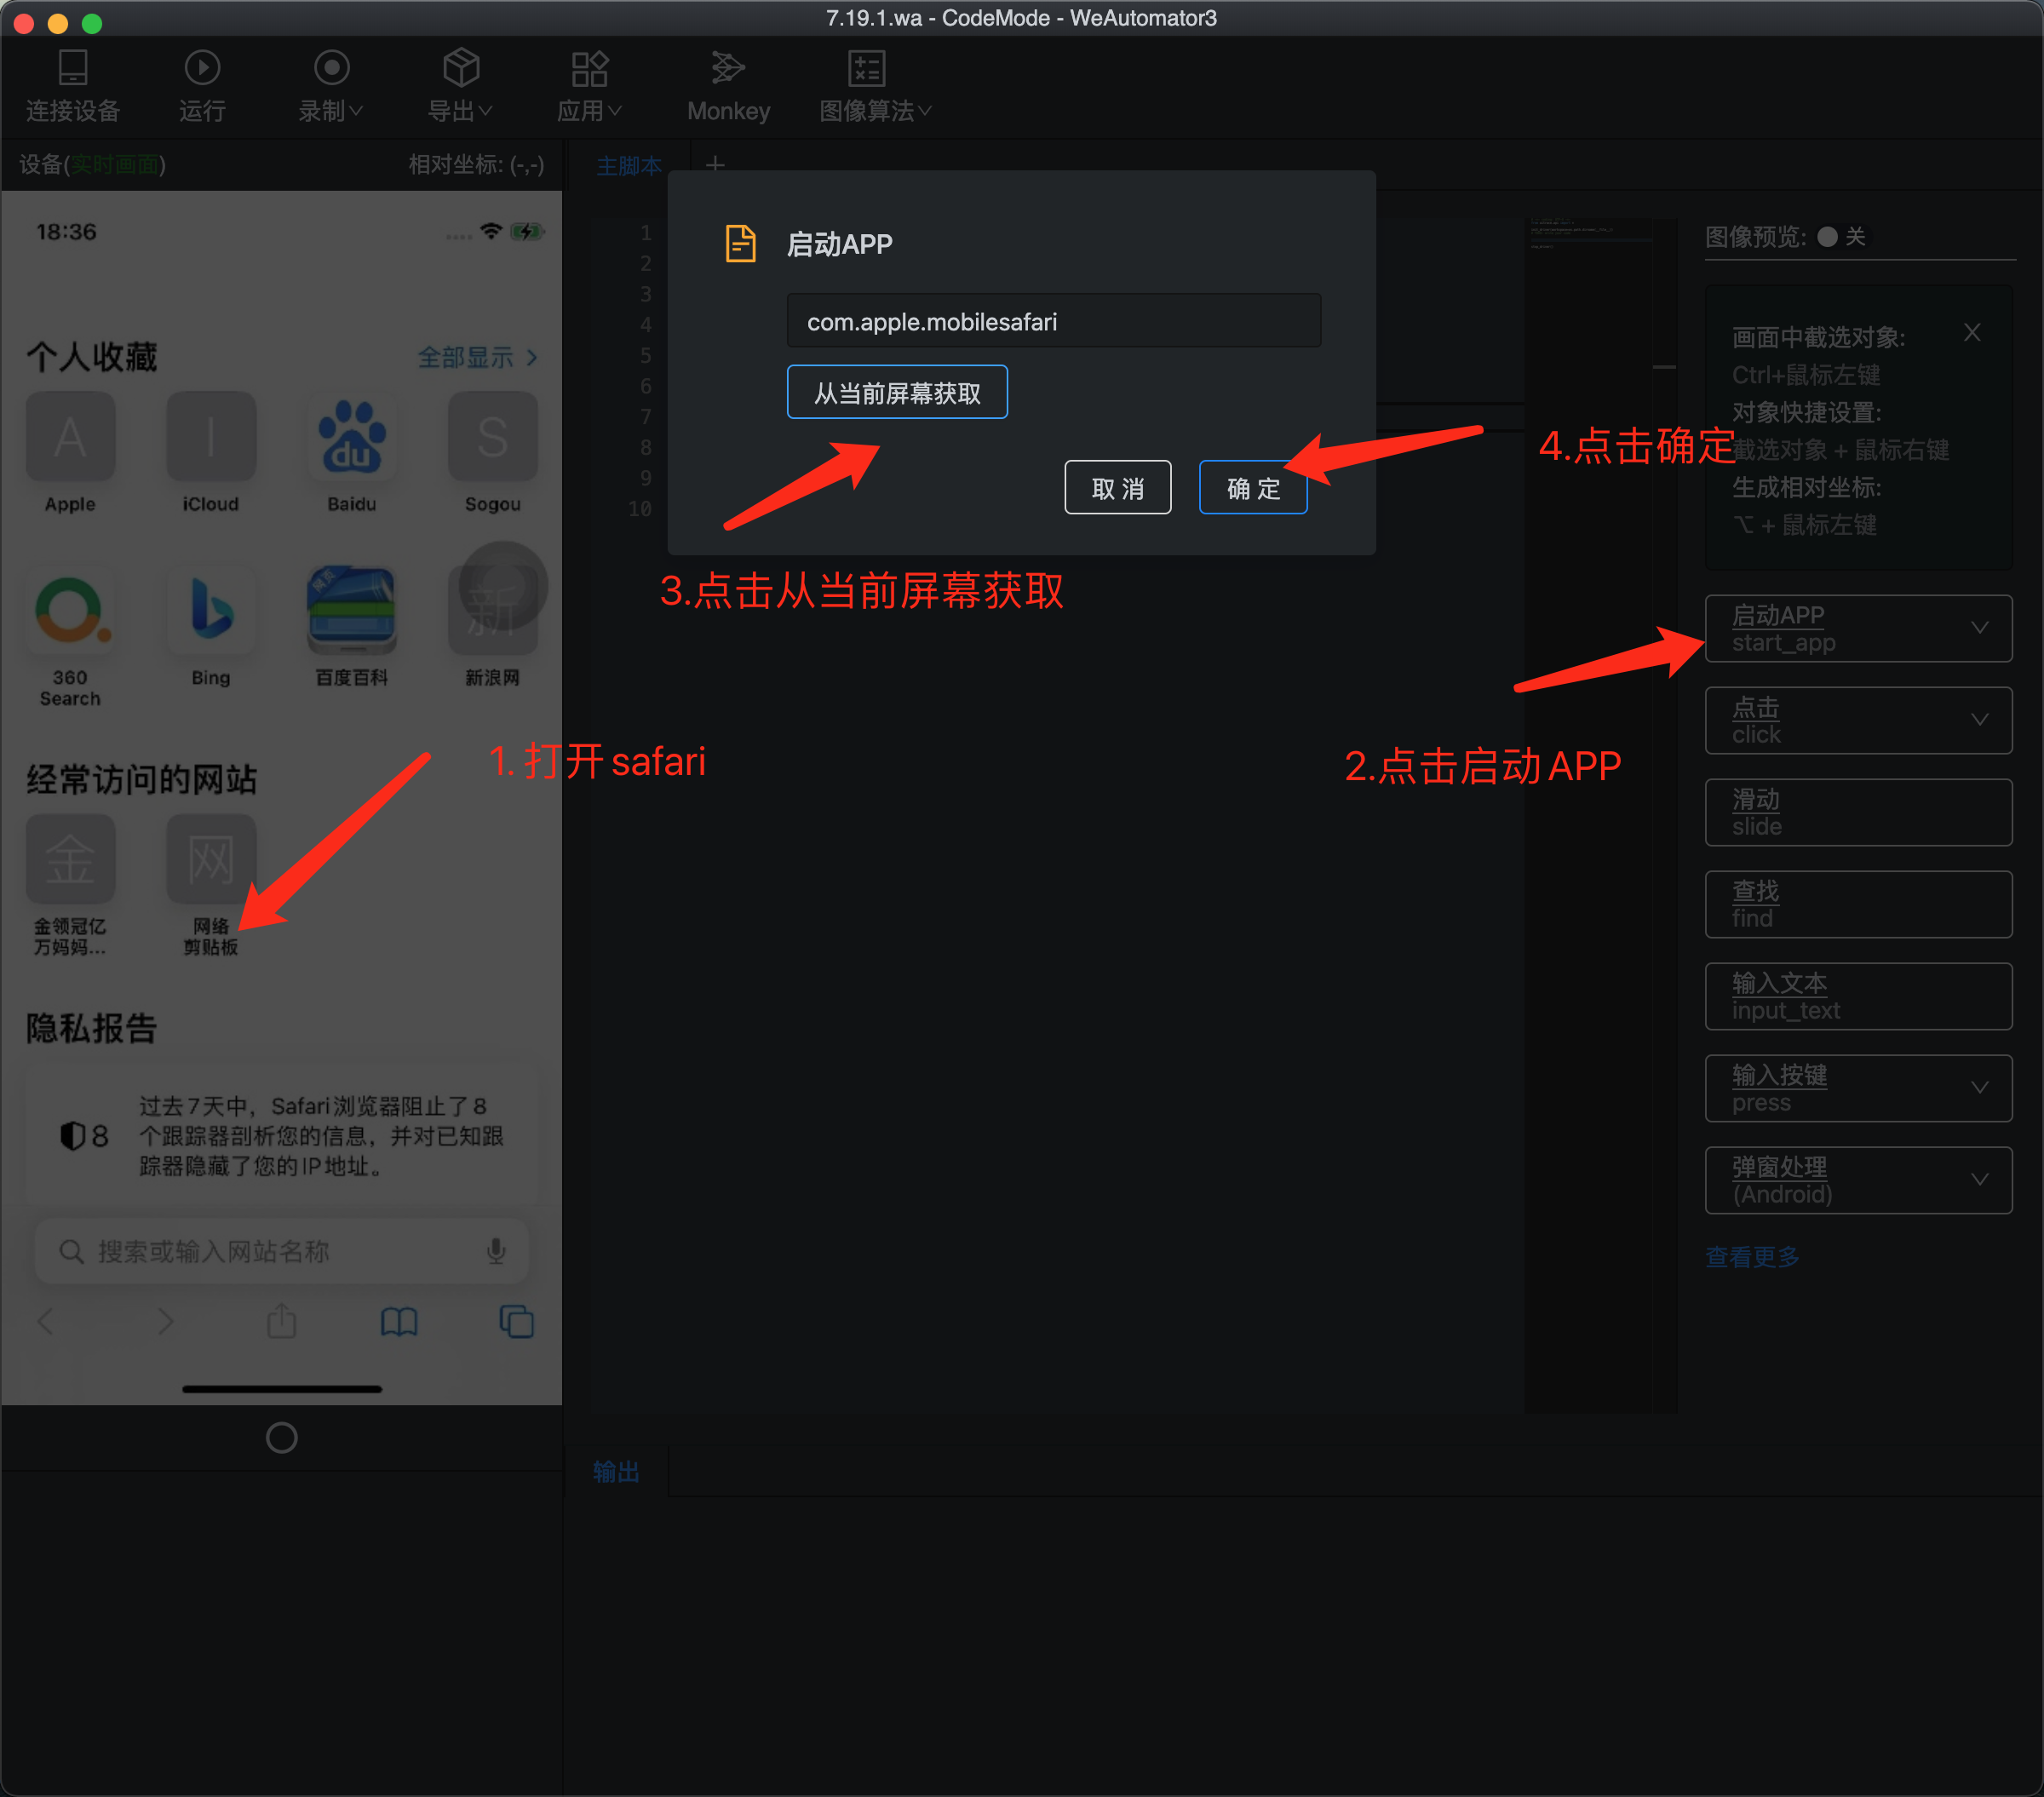 7.19.1.wa - CodeMode - WeAutomator3
连接设备
运行
录制
导出
应用
Monkey
图像算法
设备(实时画面)
相对坐标: (-,-)
主脚本
+
18:36
个人收藏
全部显示
A
I
du
S
Apple
iCloud
Baidu
Sogou
新
360
Search
Bing
百度百科
新浪网
经常访问的网站
金
网
金领冠亿
万妈妈...
网络
剪贴板
隐私报告
8
过去7天中，Safari浏览器阻止了8
个跟踪器剖析您的信息，并对已知跟
踪器隐藏了您的IP地址。
搜索或输入网站名称
1
2
3
4
5
6
7
8
9
10
启动APP
com.apple.mobilesafari
从当前屏幕获取
取 消
确 定
1.打开safari
2.点击启动APP
3.点击从当前屏幕获取
4.点击确定
图像预览:
关
画面中截选对象:
Ctrl+鼠标左键
对象快捷设置:
截选对象 + 鼠标右键
生成相对坐标:
⌥ + 鼠标左键
启动APP
start_app
点击
click
滑动
slide
查找
find
输入文本
input_text
输入按键
press
弹窗处理
(Android)
查看更多
输出